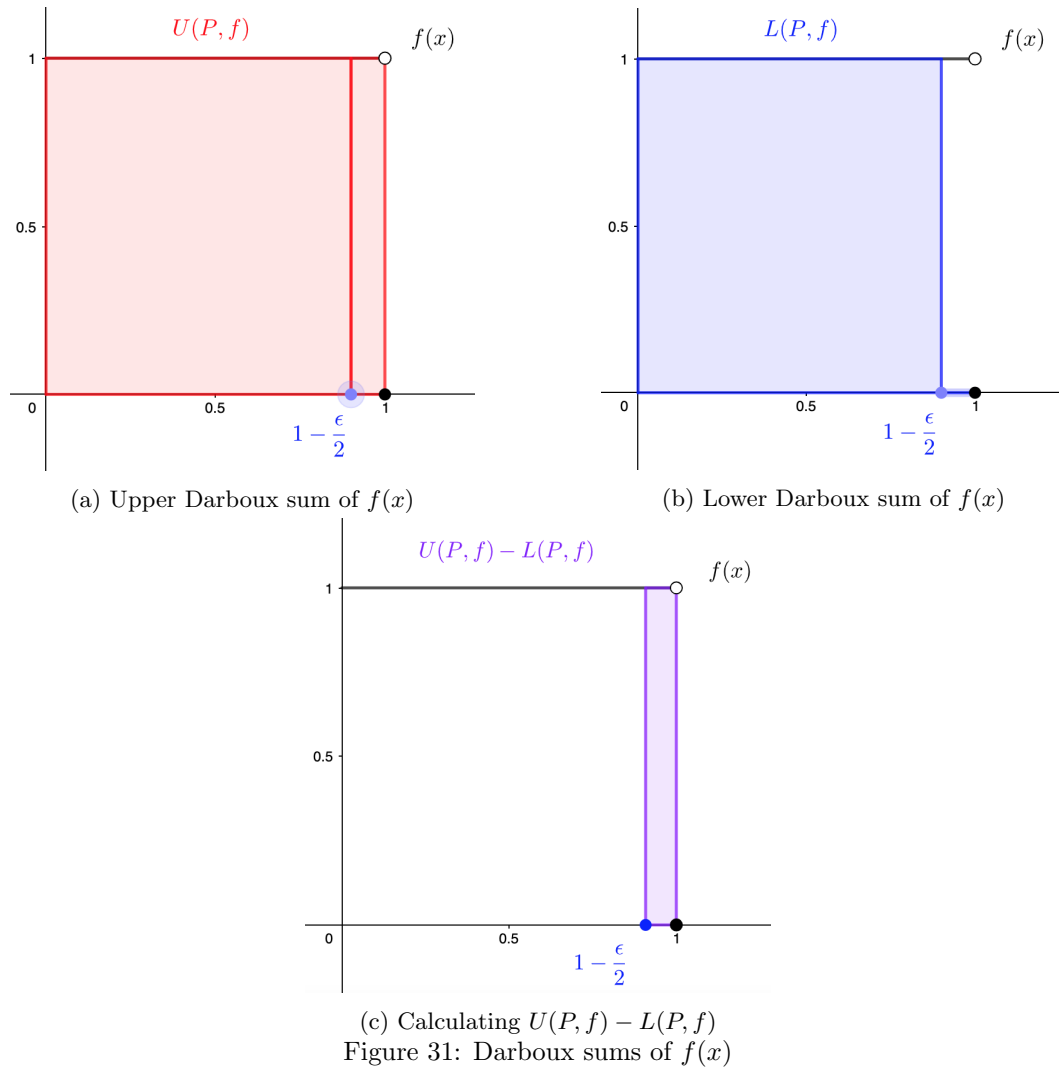 U(P, f)
f(x)
1
0.5
0
0.5
1
1 − ϵ/2
(a) Upper Darboux sum of f(x)
L(P, f)
f(x)
1
0.5
0
0.5
1
1 − ϵ/2
(b) Lower Darboux sum of f(x)
U(P, f) − L(P, f)
f(x)
1
0.5
0
0.5
1
1 − ϵ/2
(c) Calculating U(P, f) − L(P, f)
Figure 31: Darboux sums of f(x)